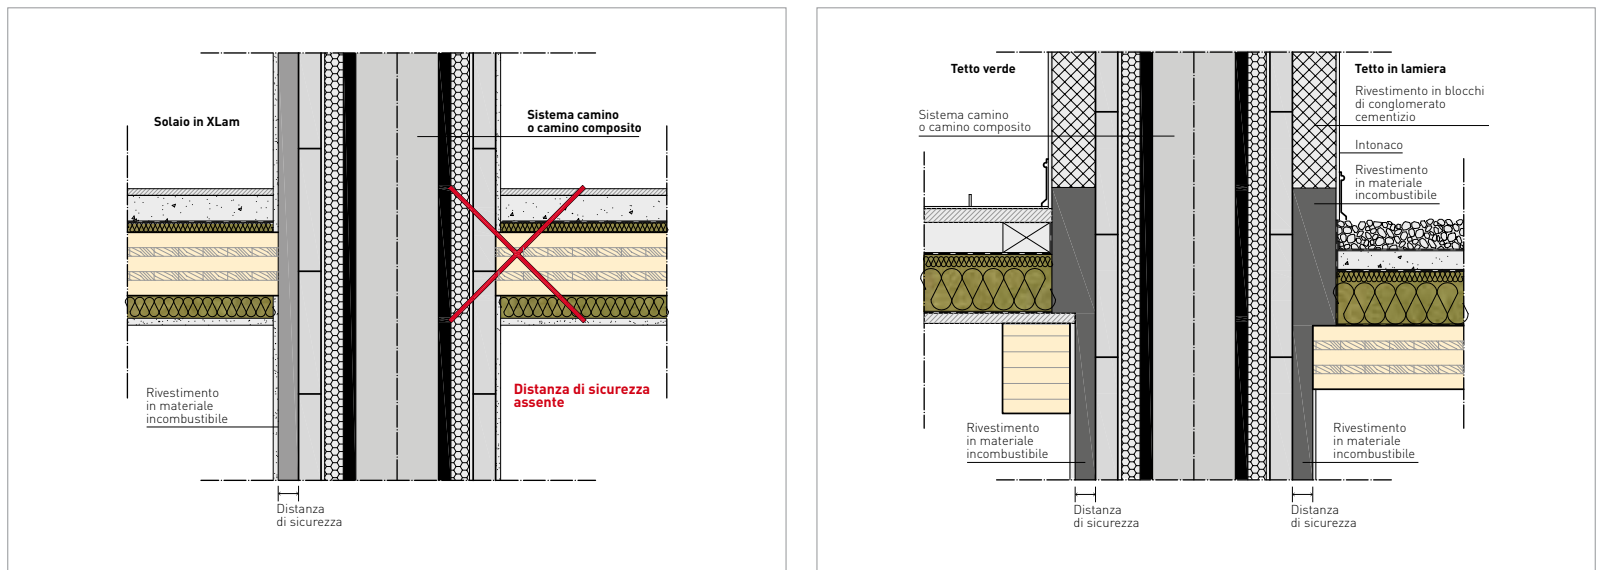 Solaio in XLam
Sistema camino
o camino composito
Rivestimento
in materiale
incombustibile
Distanza di sicurezza
assente
Distanza
di sicurezza
Tetto verde
Sistema camino
o camino composito
Tetto in lamiera
Rivestimento in blocchi
di conglomerato
cementizio
Intonaco
Rivestimento
in materiale
incombustibile
Rivestimento
in materiale
incombustibile
Rivestimento
in materiale
incombustibile
Distanza
di sicurezza
Distanza
di sicurezza